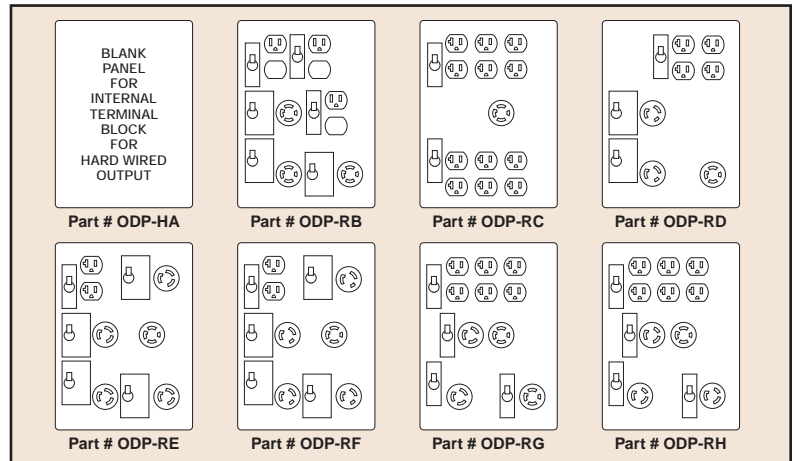 BLANK
PANEL
FOR
INTERNAL
TERMINAL
BLOCK
FOR
HARD WIRED
OUTPUT
Part # ODP-HA
Part # ODP-RB
Part # ODP-RC
Part # ODP-RD
Part # ODP-RE
Part # ODP-RF
Part # ODP-RG
Part # ODP-RH